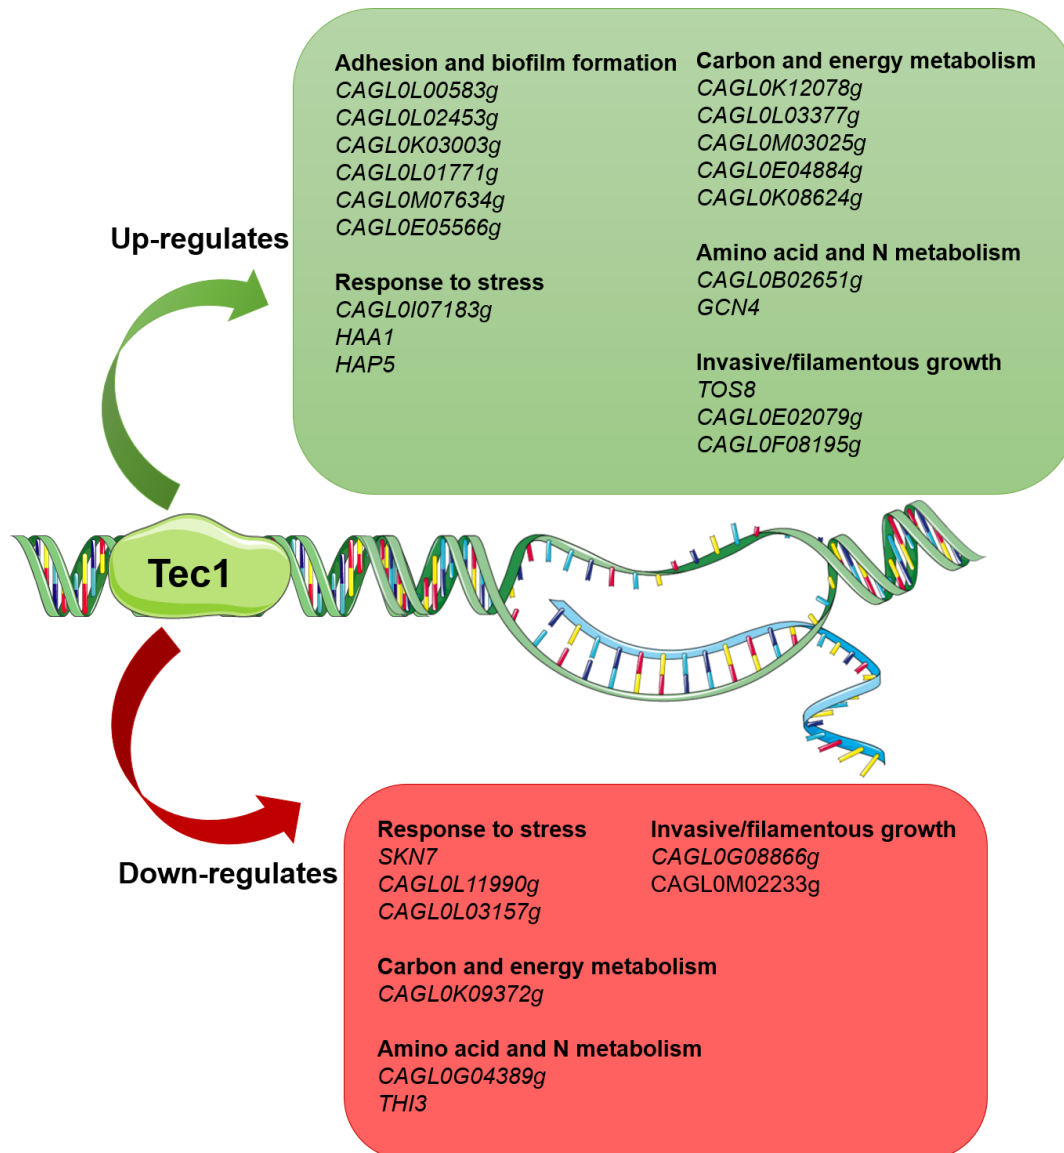 Adhesion and biofilm formation
CAGL0L00583g
CAGL0L02453g
CAGL0K03003g
CAGL0L01771g
CAGL0M07634g
CAGL0E05566g
Response to stress
CAGL0I07183g
HAA1
HAP5
Carbon and energy metabolism
CAGL0K12078g
CAGL0L03377g
CAGL0M03025g
CAGL0E04884g
CAGL0K08624g
Amino acid and N metabolism
CAGL0B02651g
GCN4
Invasive/filamentous growth
TOS8
CAGL0E02079g
CAGL0F08195g
Up-regulates
Tec1
Down-regulates
Response to stress
SKN7
CAGL0L11990g
CAGL0L03157g
Carbon and energy metabolism
CAGL0K09372g
Amino acid and N metabolism
CAGL0G04389g
THI3
Invasive/filamentous growth
CAGL0G08866g
CAGL0M02233g